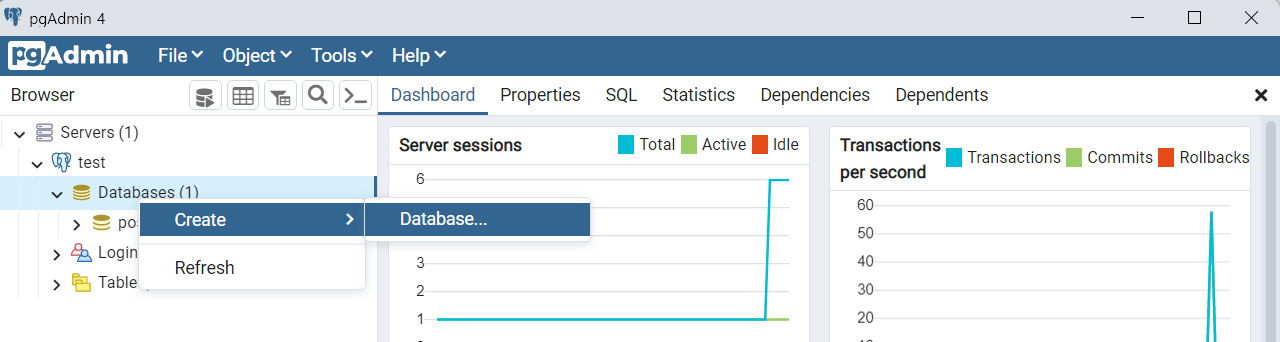 pgAdmin 4
pgAdmin File Object Tools Help
Browser
Dashboard Properties SQL Statistics Dependencies Dependents
Servers (1)
test
Databases (1)
Create
Database...
Login
Refresh
Table
Server sessions
Total Active Idle
6
3
2
1
Transactions per second
Transactions Commits Rollbacks
60
50
40
30
20